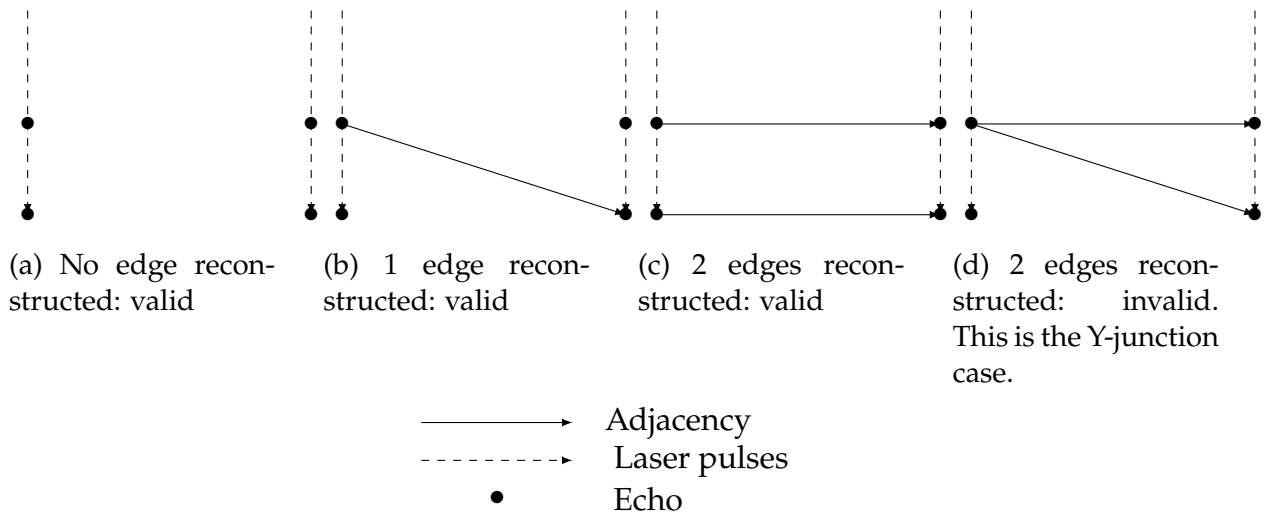 (a) No edge recon-
structed: valid
(b) 1 edge recon-
structed: valid
(c) 2 edges recon-
structed: valid
(d) 2 edges recon-
structed: invalid.
This is the Y-junction
case.
Adjacency
Laser pulses
Echo